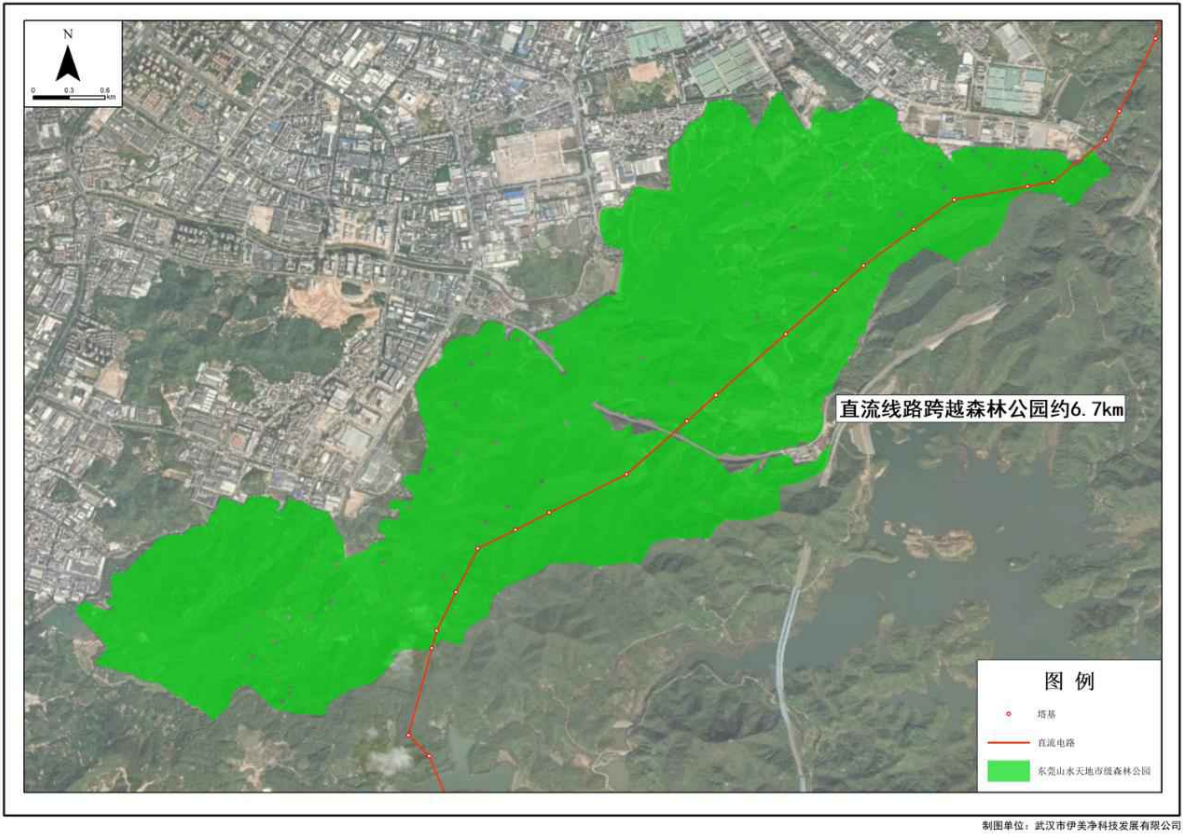 N
0 0.3 0.6
km
直流线路跨越森林公园约6.7km
图 例
塔基
直流电路
东莞山水天地市级森林公园
制图单位：武汉市伊美净科技发展有限公司